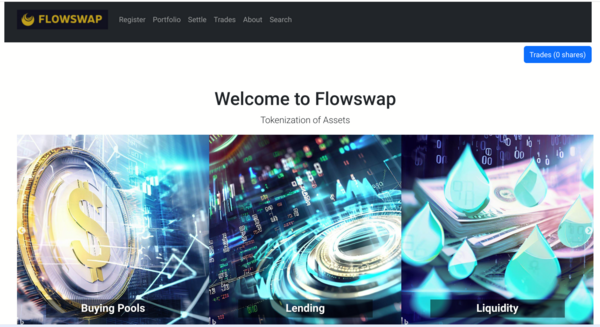 FLOWSWAP
Register Portfolio Settle Trades About Search
Trades (0 shares)
Welcome to Flowswap
Tokenization of Assets
Buying Pools
Lending
Liquidity